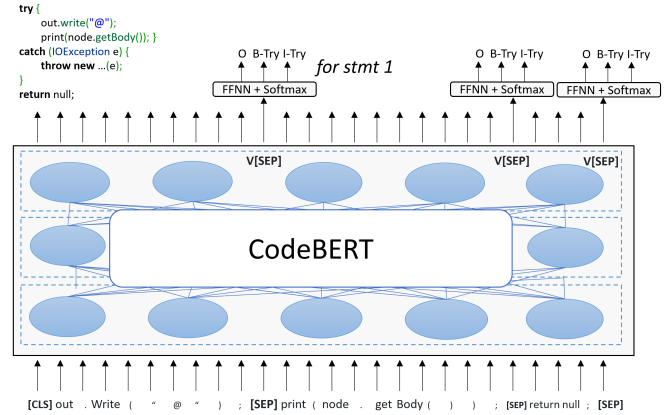 try {
out.write("@");
print(node.getBody()); }
catch (IOException e) {
throw new ...(e);
}
return null;
O B-Try I-Try
FFNN + Softmax
for stmt 1
O B-Try I-Try
FFNN + Softmax
O B-Try I-Try
FFNN + Softmax
V[SEP]
V[SEP]
V[SEP]
CodeBERT
[CLS] out . Write ( “ @ “ ) ; [SEP] print ( node . get Body ( ) ) ; [SEP] return null ; [SEP]